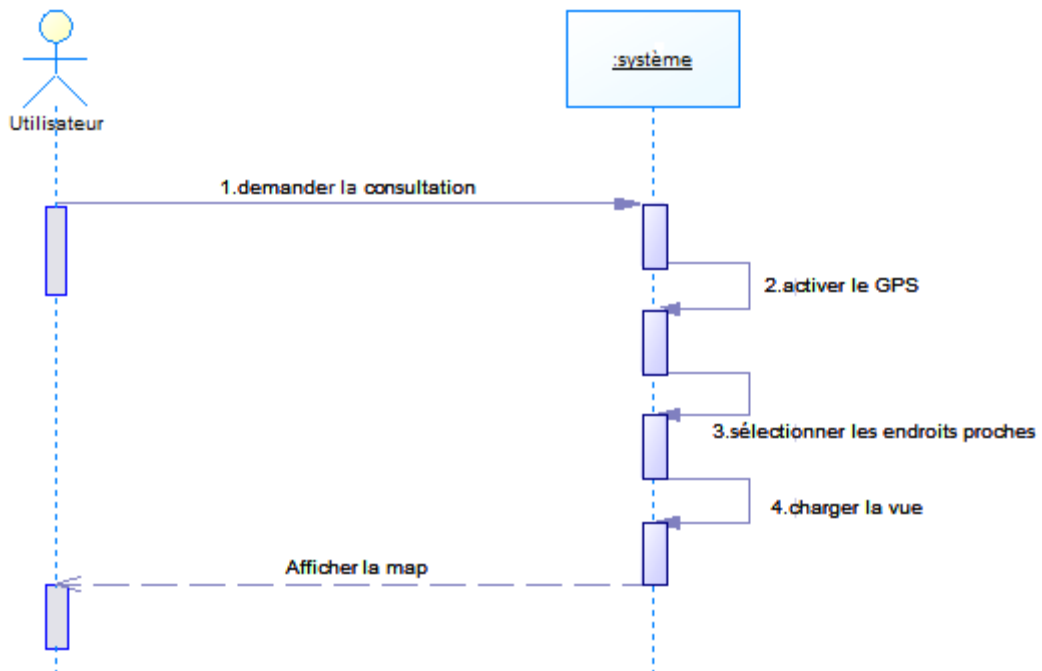 :système
Utilisateur
1.demander la consultation
2.activer le GPS
3.sélectionner les endroits proches
4.charger la vue
Afficher la map